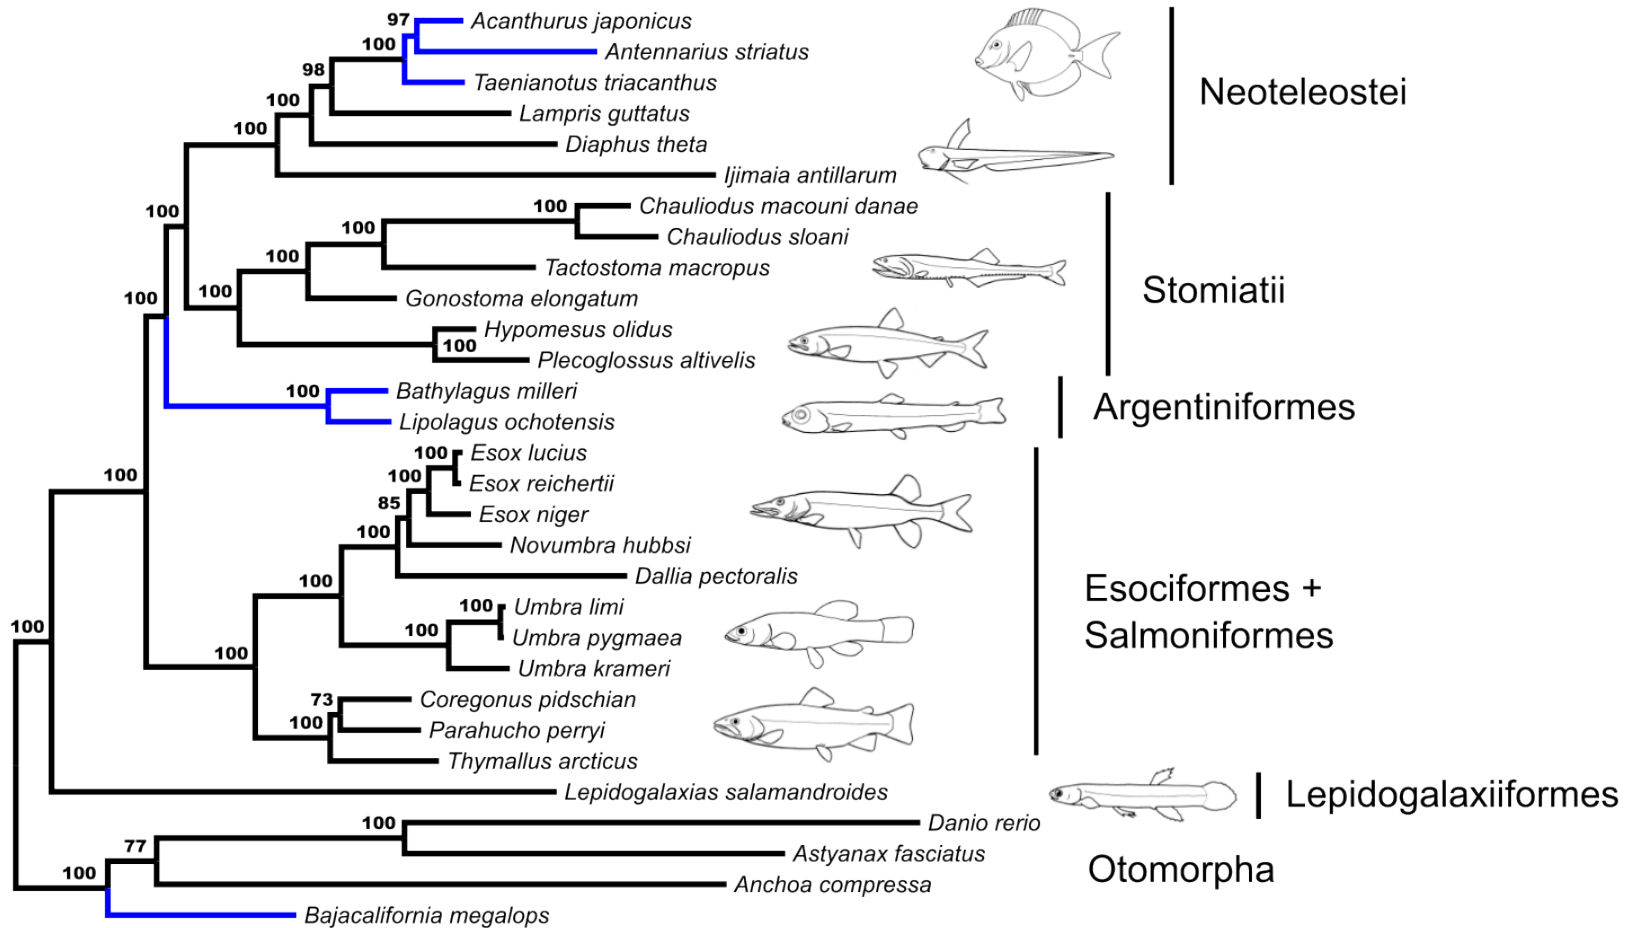 97
Acanthurus japonicus
100
Antennarius striatus
98
Taenianotus triacanthus
100
Lampris guttatus
Neoteleostei
100
Diaphus theta
Ijimaia antillarum
100
100
Chauliodus macouni danae
100
Chauliodus sloani
100
Tactostoma macropus
100
100
Gonostoma elongatum
Stomiatii
Hypomesus olidus
100
Plecoglossus altivelis
100
Bathylagus milleri
Argentiniformes
Lipolagus ochotensis
100
Esox lucius
100
100
Esox reichertii
85
Esox niger
100
Novumbra hubbsi
100
Dallia pectoralis
Esociformes +
Salmoniformes
100
Umbra limi
100
100
Umbra pygmaea
100
Umbra krameri
73
Coregonus pidschian
100
Parahucho perryi
Thymallus arcticus
Lepidogalaxias salamandroides
Lepidogalaxiiformes
100
Danio rerio
77
Astyanax fasciatus
Otomorpha
100
Anchoa compressa
Bajacalifornia megalops